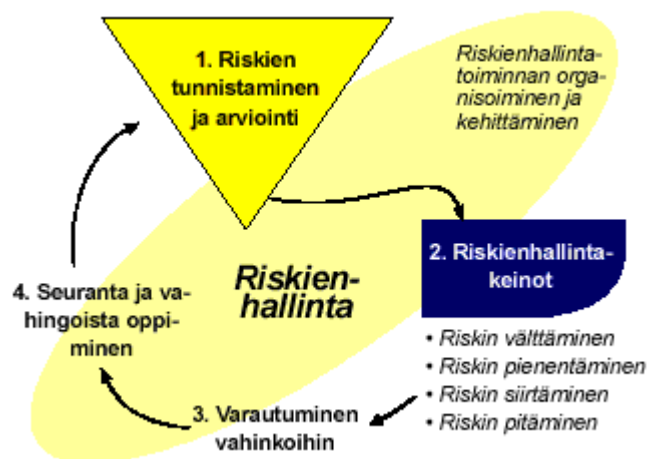 1. Riskien
tunnistaminen
ja arviointi
Riskienhallinta-
toiminnan orga-
nisoiminen ja
kehittäminen
2. Riskienhallinta-
keinot
• Riskin välttäminen
• Riskin pienentäminen
• Riskin siirtäminen
• Riskin pitäminen
3. Varautuminen
vahinkoihin
4. Seuranta ja va-
hingoista oppi-
minen
Riskien-
hallinta